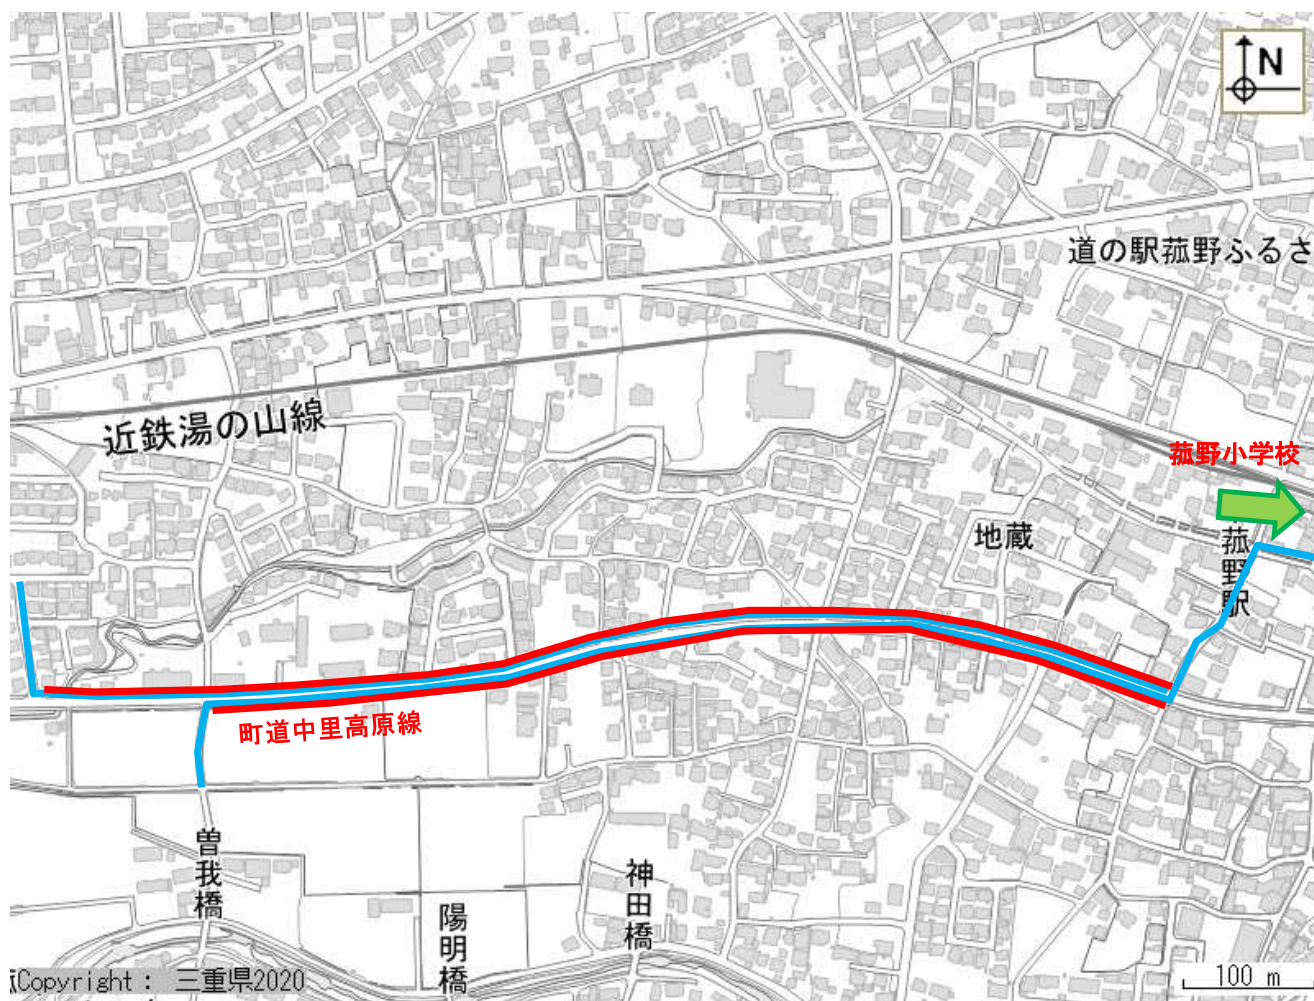 N
道の駅菰野ふるさ
近鉄湯の山線
菰野小学校
地蔵
菰野駅
町道中里高原線
曽我橋
神田橋
陽明橋
Copyright : 三重県2020
100 m